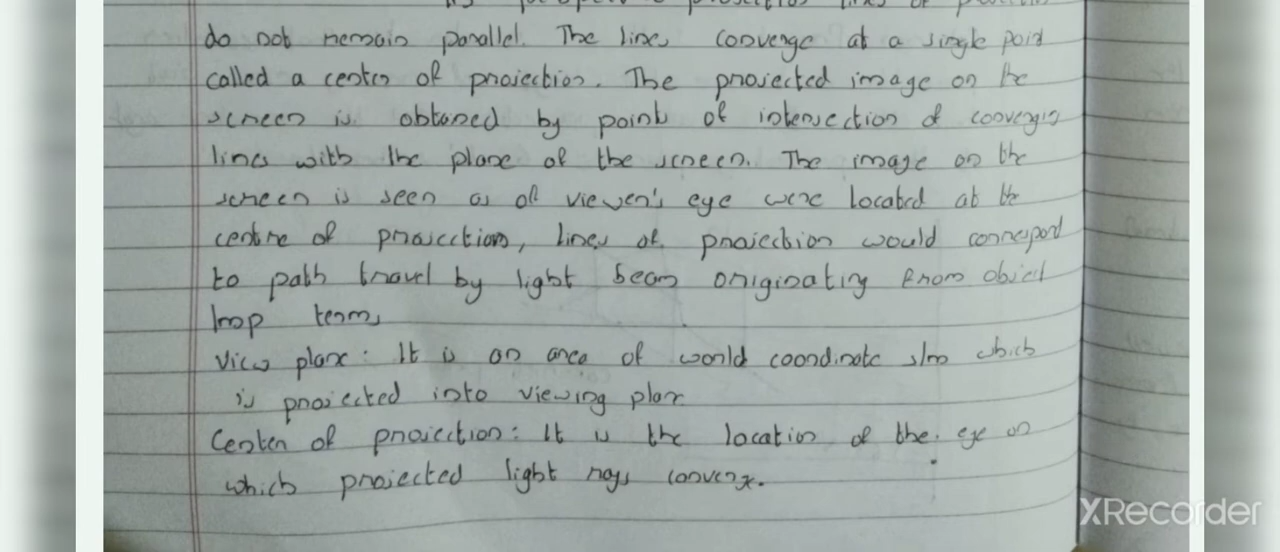 do not remain parallel. The lines converge at a single point
called a center of projection. The projected image on the
screen is obtained by point of intersection of converging
lines with the plane of the screen. The image on the
screen is seen as of viewer's eye were located at the
centre of projection, lines of projection would correspond
to path travel by light beam originating from object
Imp terms
View plane: It is an area of world coordinate which
is projected into viewing plane
Center of projection: It is the location of the eye on
which projected light rays converge.
XRecorder